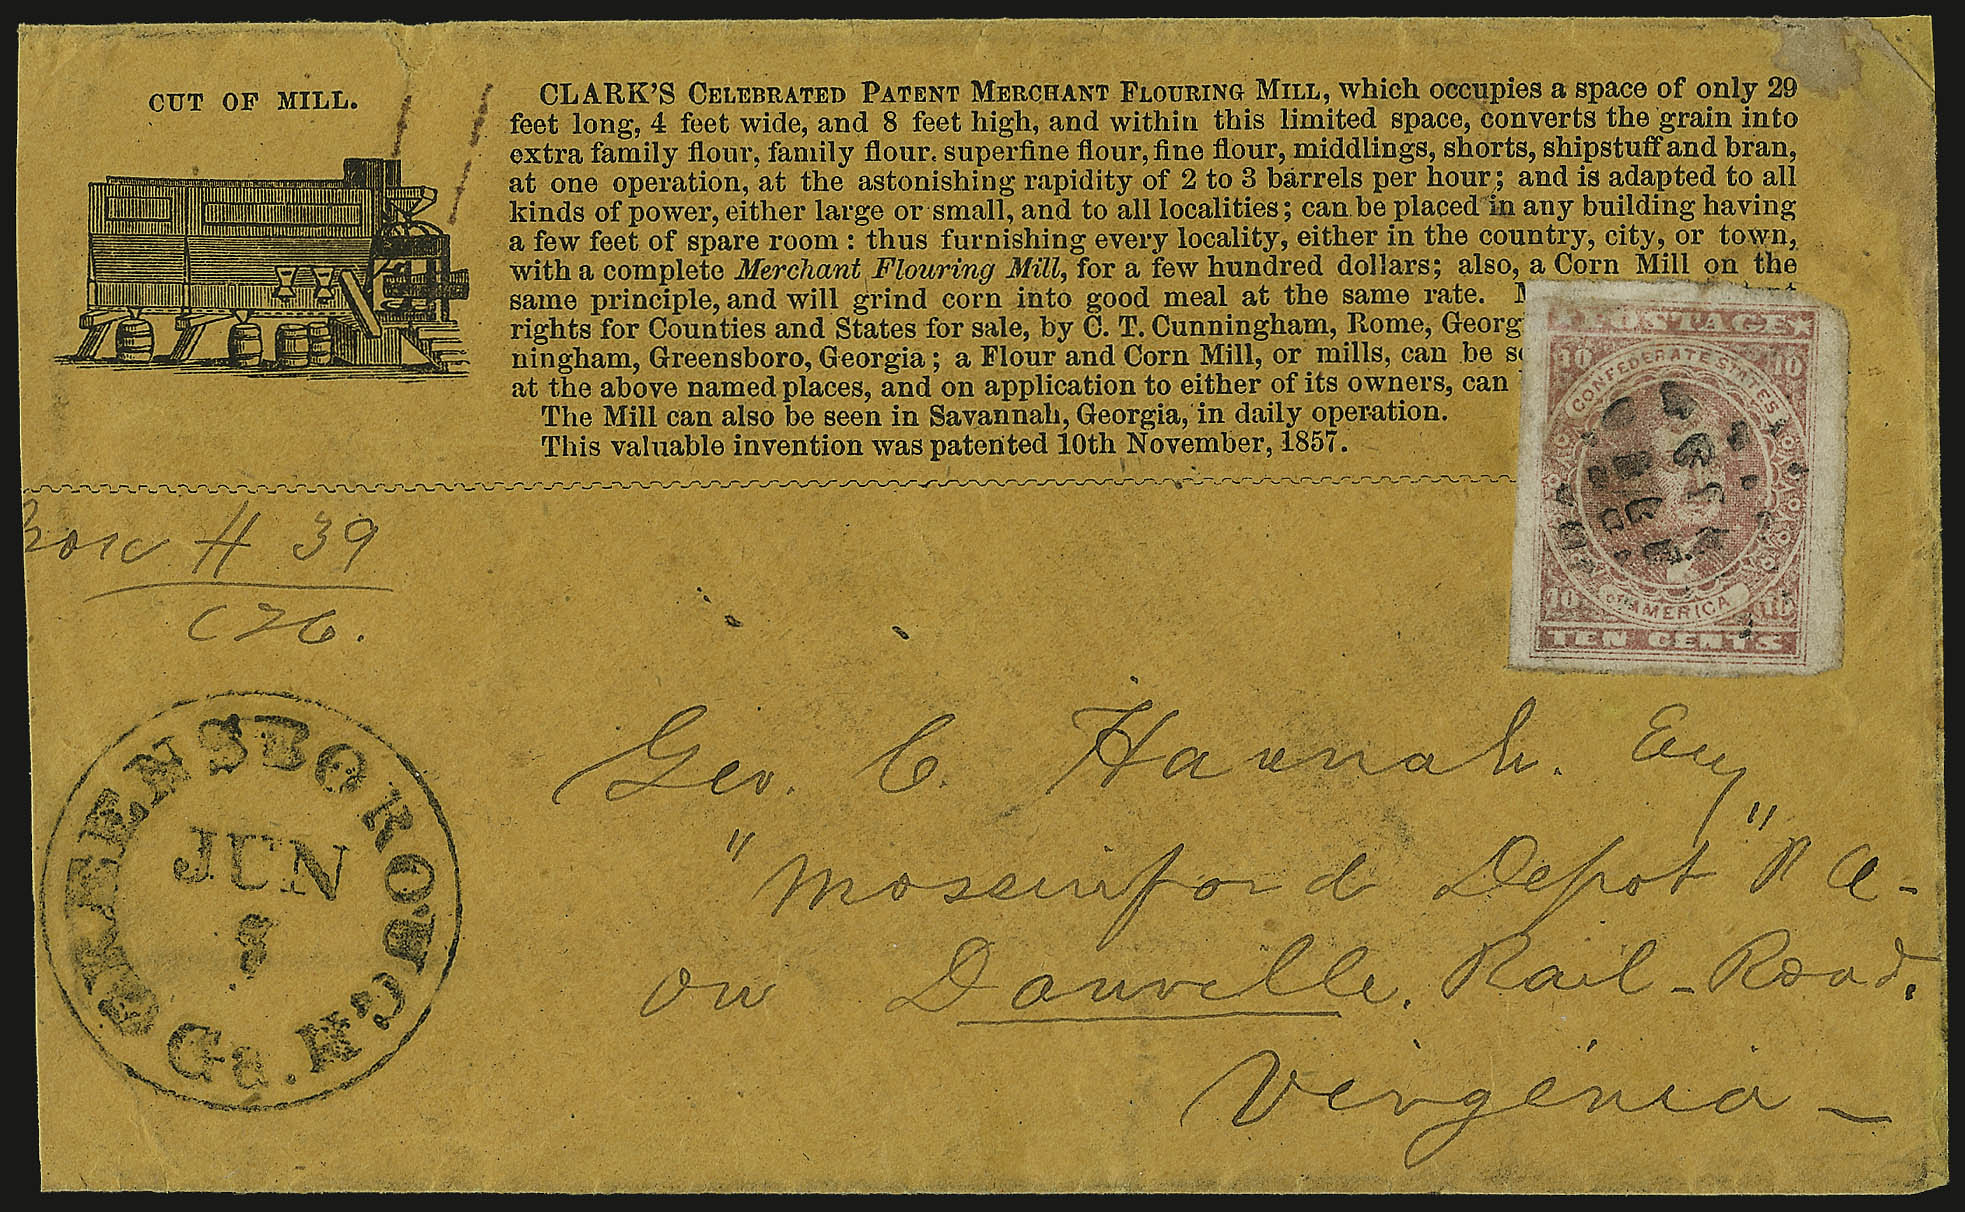 CUT OF MILL.
CLARK'S CELEBRATED PATENT MERCHANT FLOURING MILL, which occupies a space of only 29
feet long, 4 feet wide, and 8 feet high, and within this limited space, converts the grain into
extra family flour, family flour, superfine flour, fine flour, middlings, shorts, shipstuff and bran,
at one operation, at the astonishing rapidity of 2 to 3 barrels per hour; and is adapted to all
kinds of power, either large or small, and to all localities; can be placed in any building having
a few feet of spare room: thus furnishing every locality, either in the country, city, or town,
with a complete Merchant Flouring Mill, for a few hundred dollars; also, a Corn Mill on the
same principle, and will grind corn into good meal at the same rate.
rights for Counties and States for sale, by C. T. Cunningham, Rome, Georg
ningham, Greensboro, Georgia; a Flour and Corn Mill, or mills, can be s
at the above named places, and on application to either of its owners, can
The Mill can also be seen in Savannah, Georgia, in daily operation.
This valuable invention was patented 10th November, 1857.
POSTAGE
10 10
CONFEDERATE STATES
OF AMERICA
10 10
TEN CENTS
H 39
GREENSBOROUGH. Ga.
JUN
Geo. C. Hannah. Esq
" Depot" R &
on Danville. Rail-Road.
Virginia -